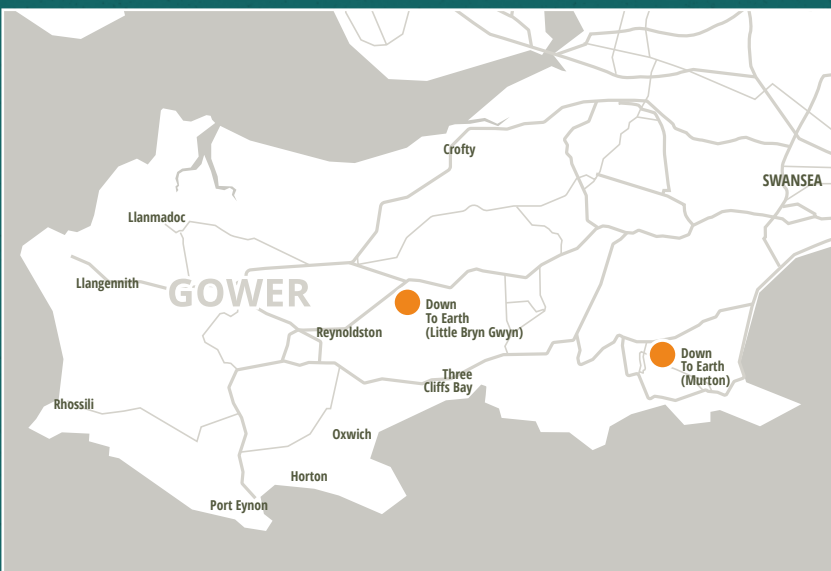 Crofty
SWANSEA
Llanmadoc
Llangennith
GOWER
Down
To Earth
(Little Bryn Gwyn)
Reynoldston
Down
To Earth
(Murton)
Three
Cliffs Bay
Rhossili
Oxwich
Horton
Port Eynon